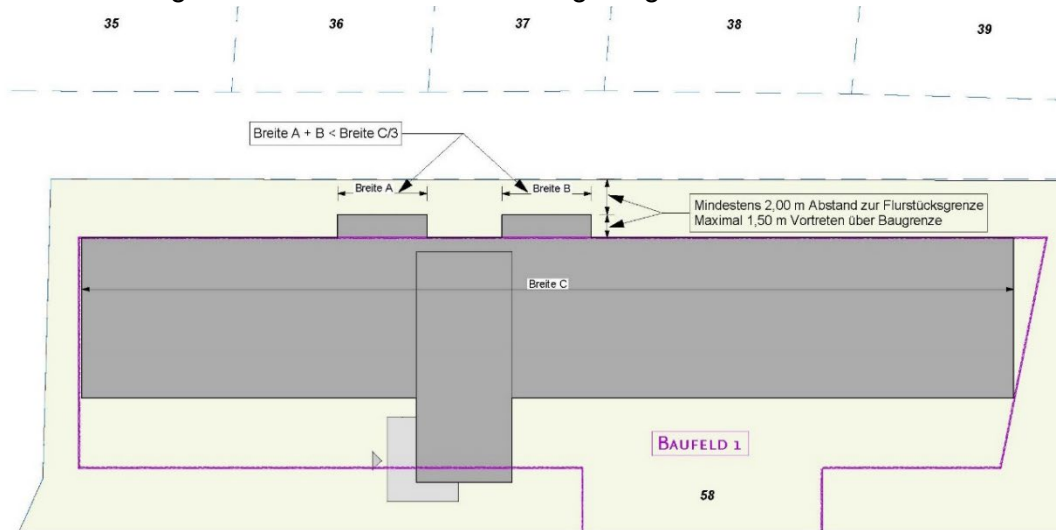 35 36 37 38 39
Breite A + B < Breite C/3
Breite A
Breite B
Mindestens 2,00 m Abstand zur Flurstücksgrenze
Maximal 1,50 m Vortreten über Baugrenze
Breite C
BAUFELD 1
58